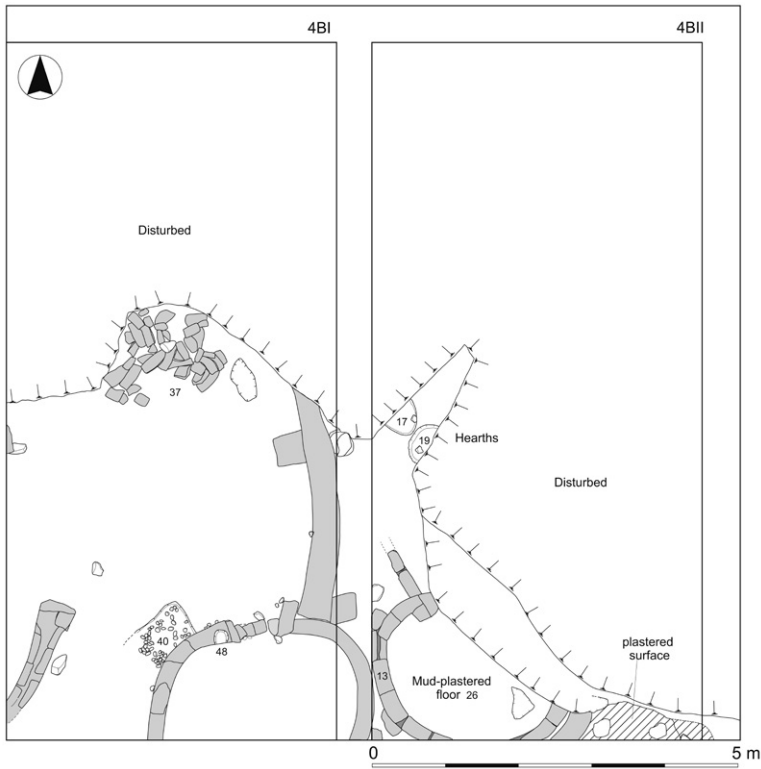 4BI
4BII
Disturbed
37
17
19
Hearths
Disturbed
40
48
13
plastered
surface
Mud-plastered
floor 26
0
5 m